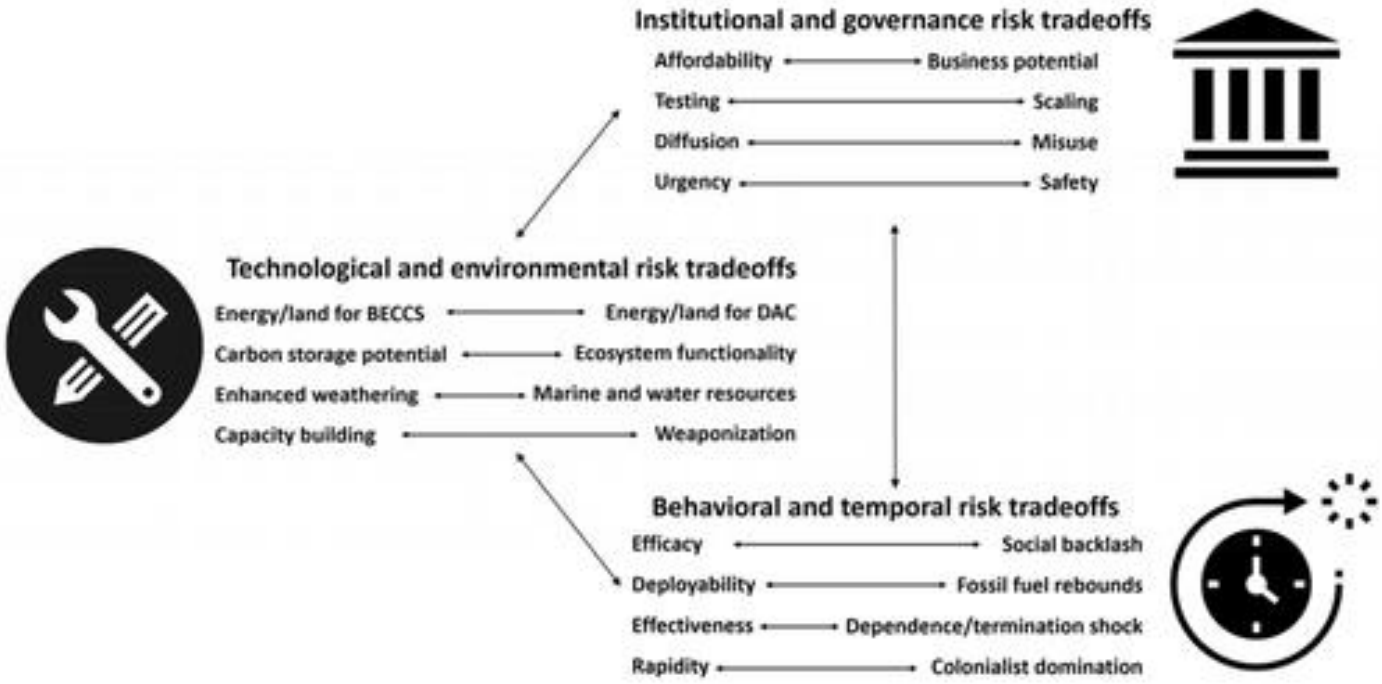 Institutional and governance risk tradeoffs
Affordability Business potential
Testing Scaling
Diffusion Misuse
Urgency Safety
Technological and environmental risk tradeoffs
Energy/land for BECCS Energy/land for DAC
Carbon storage potential Ecosystem functionality
Enhanced weathering Marine and water resources
Capacity building Weaponization
Behavioral and temporal risk tradeoffs
Efficacy Social backlash
Deployability Fossil fuel rebounds
Effectiveness Dependence/termination shock
Rapidity Colonialist domination